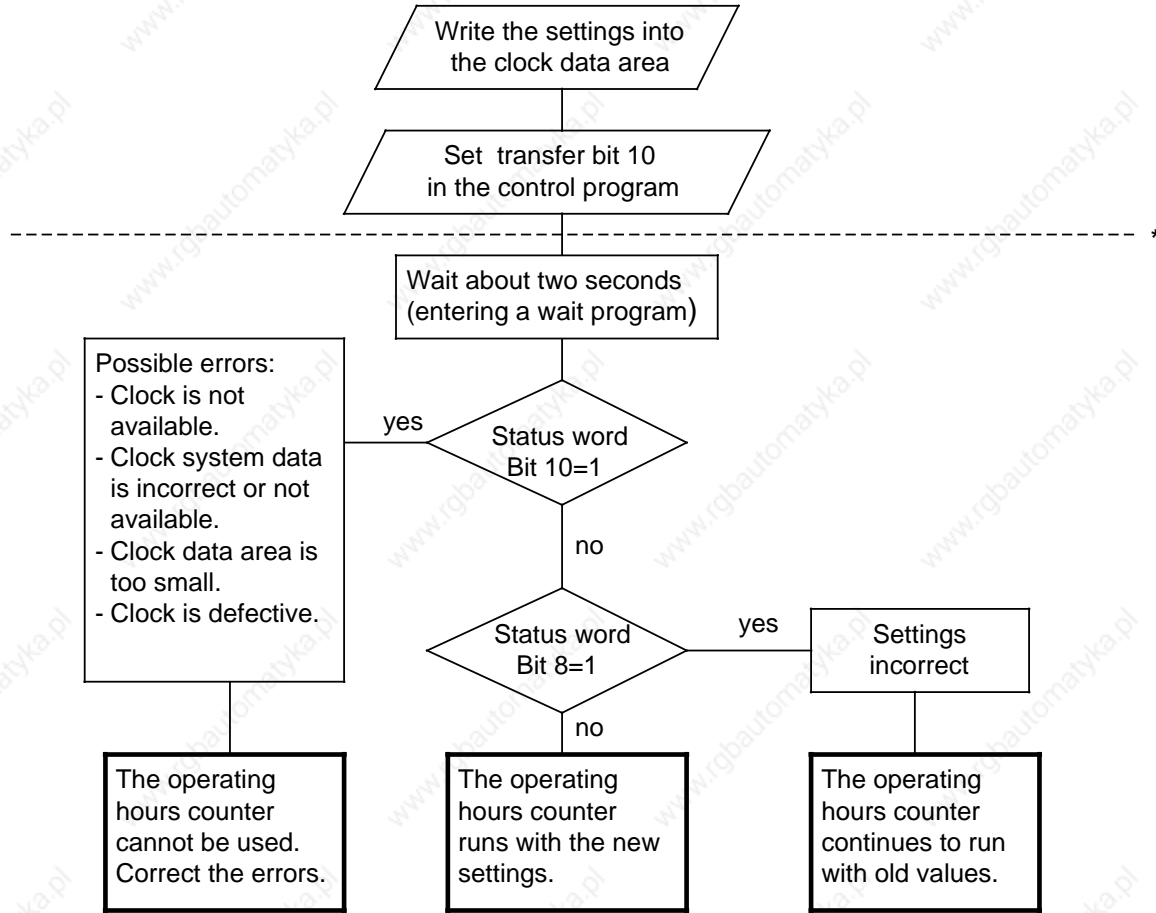 Write the settings into
the clock data area
Set transfer bit 10
in the control program
*
Wait about two seconds
(entering a wait program)
Possible errors:
- Clock is not
available.
- Clock system data
is incorrect or not
available.
- Clock data area is
too small.
- Clock is defective.
yes
Status word
Bit 10=1
no
Status word
Bit 8=1
yes
Settings
incorrect
no
The operating
hours counter
cannot be used.
Correct the errors.
The operating
hours counter
runs with the new
settings.
The operating
hours counter
continues to run
with old values.
www.rgbautomatyka.pl